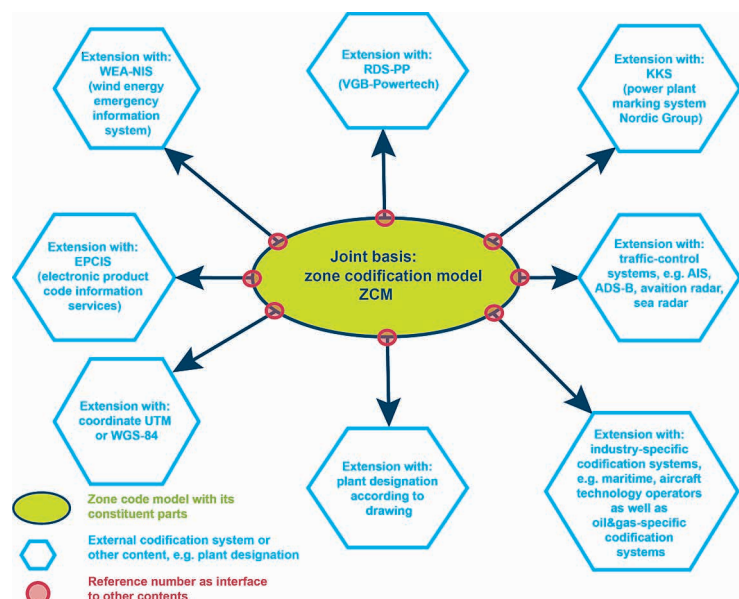 Extension with:
WEA-NIS
(wind energy
emergency
information
system)
Extension with:
RDS-PP
(VGB-Powertech)
Extension with:
KKS
(power plant
marking system
Nordic Group)
Extension with:
EPCIS
(electronic product
code information
services)
Joint basis:
zone codification model
ZCM
Extension with:
traffic-control
systems, e.g. AIS,
ADS-B, avaition radar,
sea radar
Extension with:
coordinate UTM
or WGS-84
Extension with:
plant designation
according to
drawing
Extension with:
industry-specific
codification systems,
e.g. maritime, aircraft
technology operators
as well as
oil&gas-specific
codification
systems
Zone code model with its
constituent parts
External codification system or
other content, e.g. plant designation
Reference number as interface
to other contents